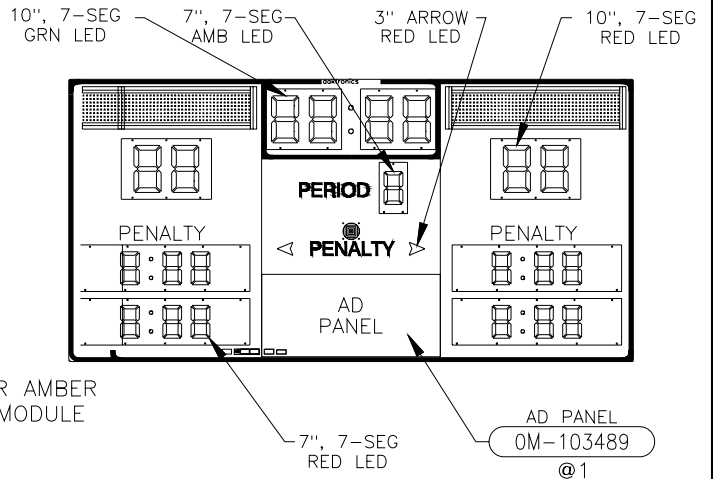 10", 7-SEG
GRN LED
7", 7-SEG
AMB LED
3" ARROW
RED LED
10", 7-SEG
RED LED
daktronics
PERIOD
PENALTY
PENALTY
PENALTY
AD
PANEL
R AMBER
MODULE
7", 7-SEG
RED LED
AD PANEL
0M-103489
@1